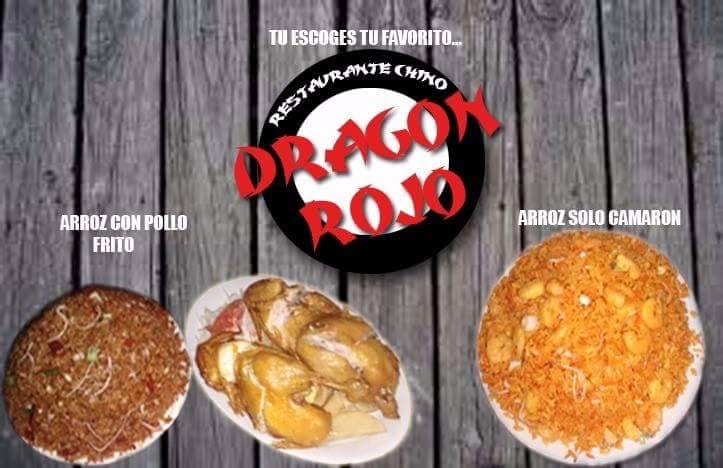 TU ESCOGES TU FAVORITO...
RESTAURANTE CHINO
DRAGON
ROJO
ARROZ CON POLLO
FRITO
ARROZ SOLO CAMARON